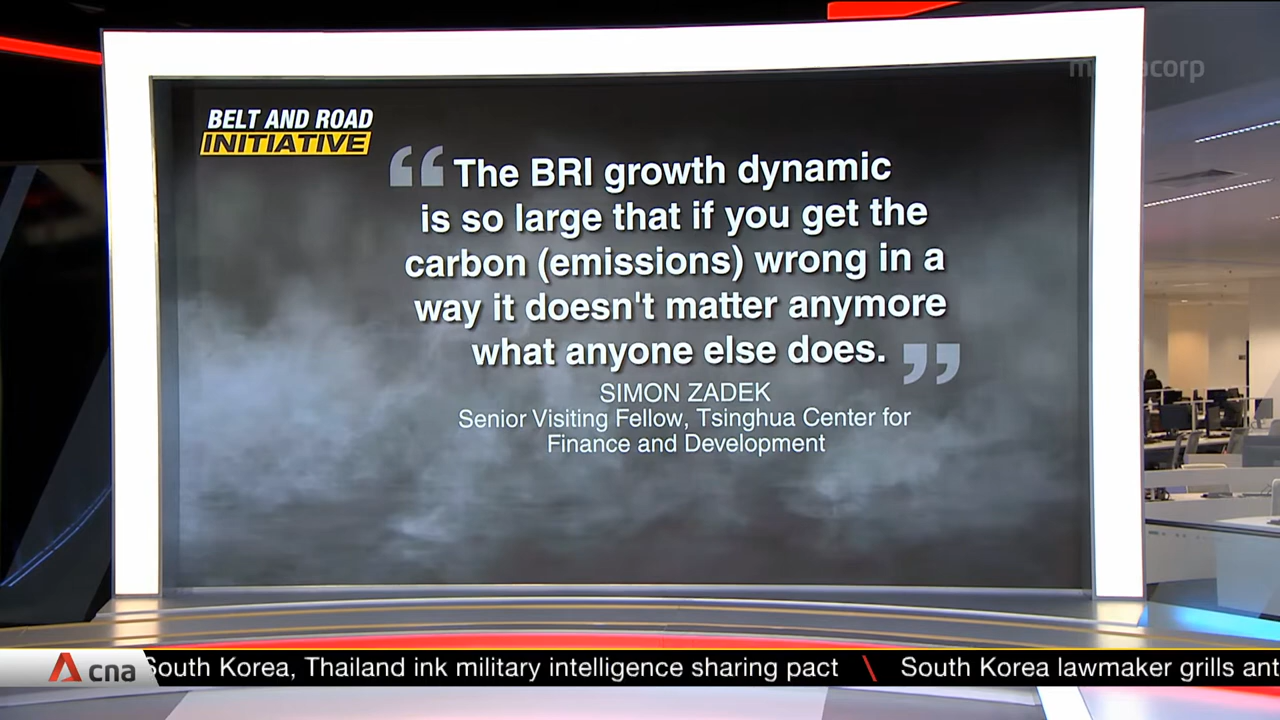 mediacorp
BELT AND ROAD
INITIATIVE
“ The BRI growth dynamic
is so large that if you get the
carbon (emissions) wrong in a
way it doesn't matter anymore
what anyone else does. ”
SIMON ZADEK
Senior Visiting Fellow, Tsinghua Center for
Finance and Development
cna South Korea, Thailand ink military intelligence sharing pact \ South Korea lawmaker grills ant